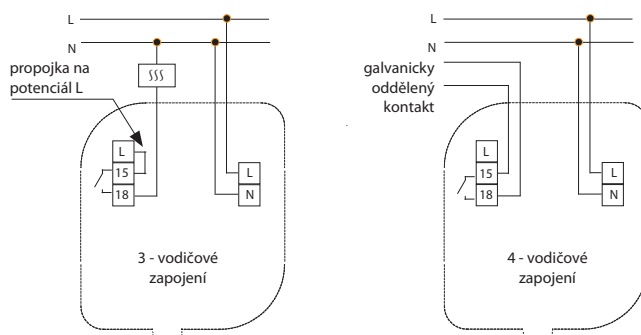 L
N
propojka na
potenciál L
L
15
18
L
N
3 - vodičové
zapojení
L
N
galvanicky
oddělený
kontakt
L
15
18
L
N
4 - vodičové
zapojení